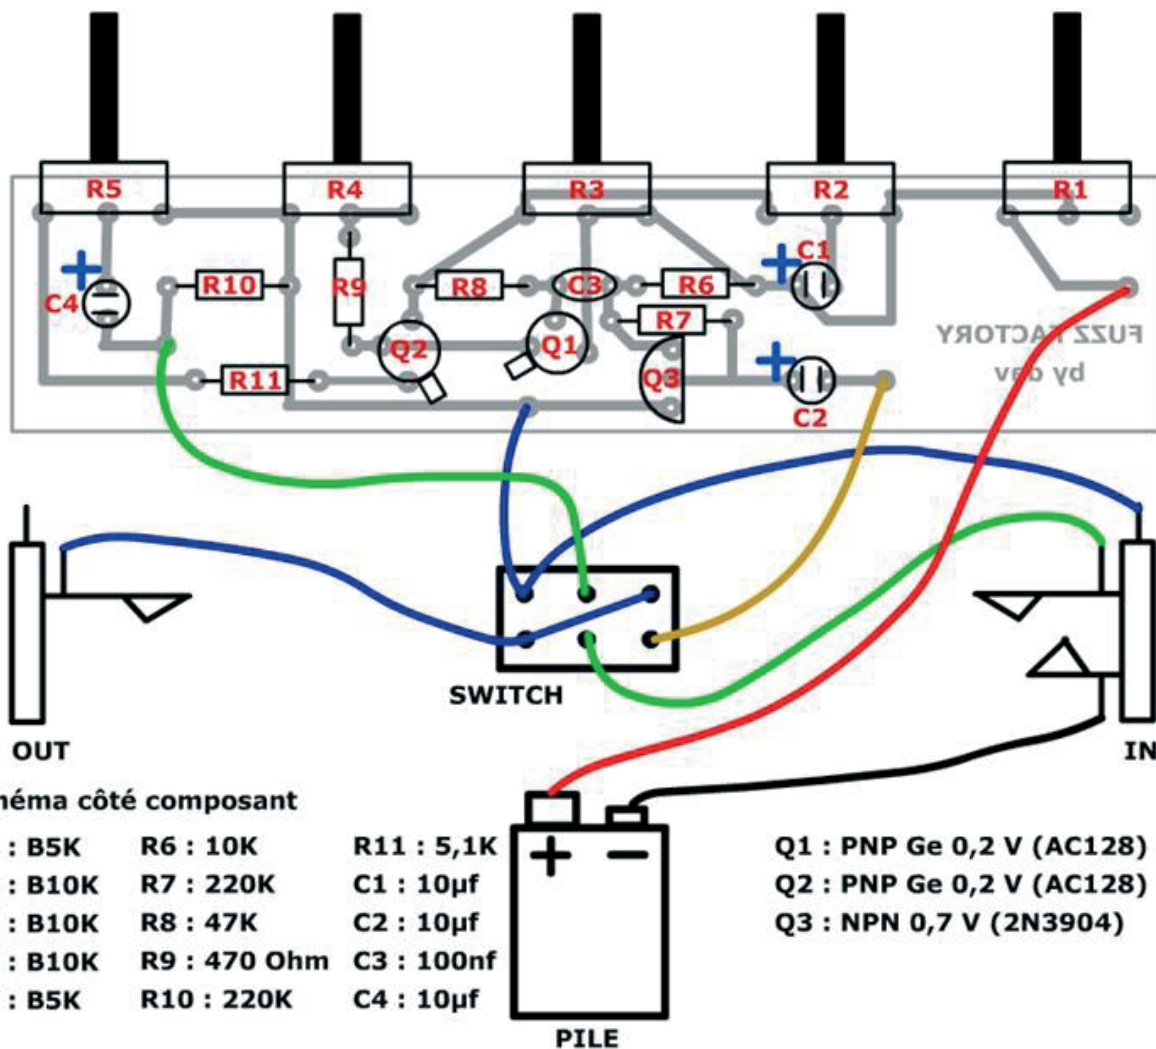 R5 R4 R3 R2 R1
C1
C4 R10 R9 R8 C3 R6
R7
FUZZ FACTORY
Q2 Q1
R11 Q3 by dav
C2
SWITCH
OUT IN
néma côté composant
: B5K R6 : 10K R11 : 5,1K Q1 : PNP Ge 0,2 V (AC128)
: B10K R7 : 220K C1 : 10µf Q2 : PNP Ge 0,2 V (AC128)
: B10K R8 : 47K C2 : 10µf Q3 : NPN 0,7 V (2N3904)
: B10K R9 : 470 Ohm C3 : 100nf
: B5K R10 : 220K C4 : 10µf
+ −
PILE